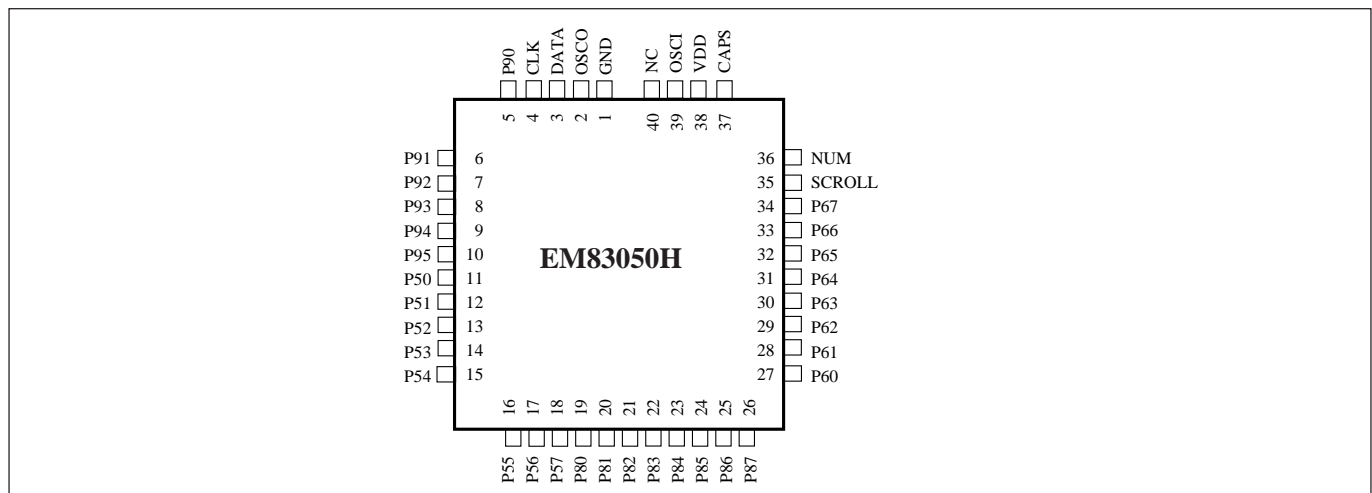 P90 CLK DATA OSCO GND NC OSCI VDD CAPS
5 4 3 2 1 40 39 38 37
P91 6 36 NUM
P92 7 35 SCROLL
P93 8 34 P67
P94 9 33 P66
P95 10 EM83050H 32 P65
P50 11 31 P64
P51 12 30 P63
P52 13 29 P62
P53 14 28 P61
P54 15 27 P60
16 17 18 19 20 21 22 23 24 25 26
P55 P56 P57 P80 P81 P82 P83 P84 P85 P86 P87